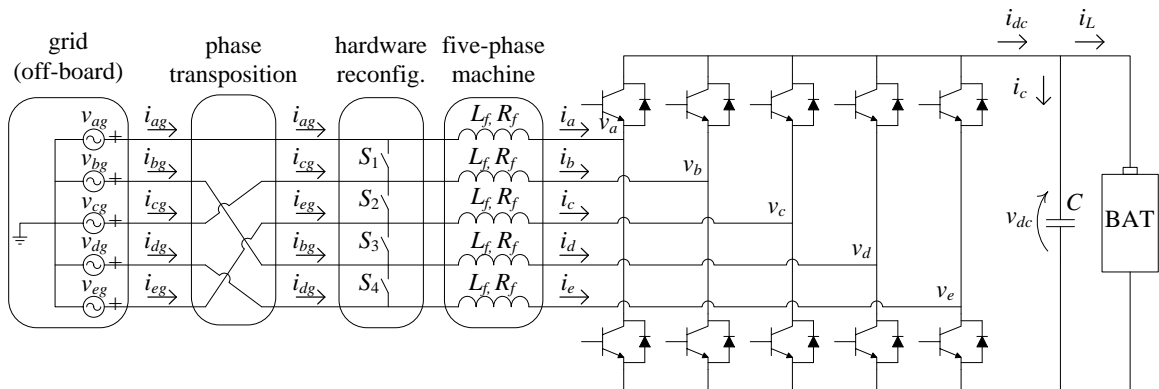 grid
(off-board)
phase
transposition
hardware
reconfig.
five-phase
machine
i_dc
i_L
i_c
v_ag
+
i_ag
i_ag
L_f, R_f
i_a
v_a
v_bg
+
i_bg
i_cg
S_1
L_f, R_f
i_b
v_b
v_cg
+
i_cg
i_eg
S_2
L_f, R_f
i_c
v_c
v_dc
C
BAT
v_dg
+
i_dg
i_bg
S_3
L_f, R_f
i_d
v_d
v_eg
+
i_eg
i_dg
S_4
L_f, R_f
i_e
v_e